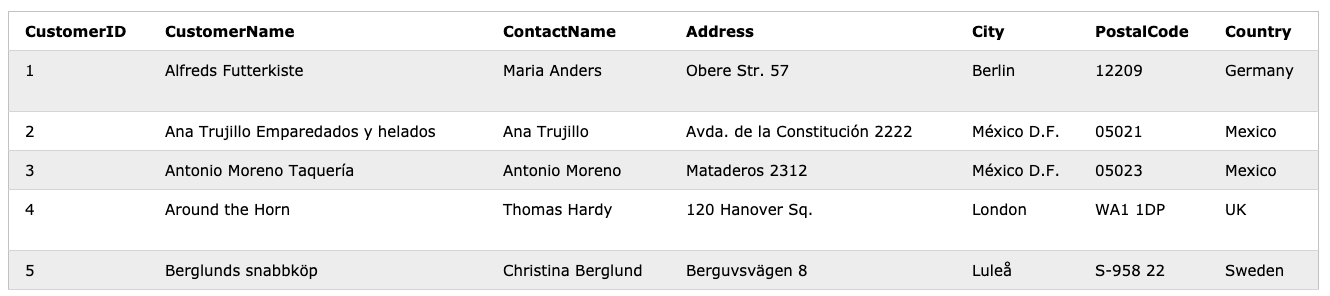 CustomerID CustomerName ContactName Address City PostalCode Country
1 Alfreds Futterkiste Maria Anders Obere Str. 57 Berlin 12209 Germany
2 Ana Trujillo Emparedados y helados Ana Trujillo Avda. de la Constitución 2222 México D.F. 05021 Mexico
3 Antonio Moreno Taquería Antonio Moreno Mataderos 2312 México D.F. 05023 Mexico
4 Around the Horn Thomas Hardy 120 Hanover Sq. London WA1 1DP UK
5 Berglunds snabbköp Christina Berglund Berguvsvägen 8 Luleå S-958 22 Sweden